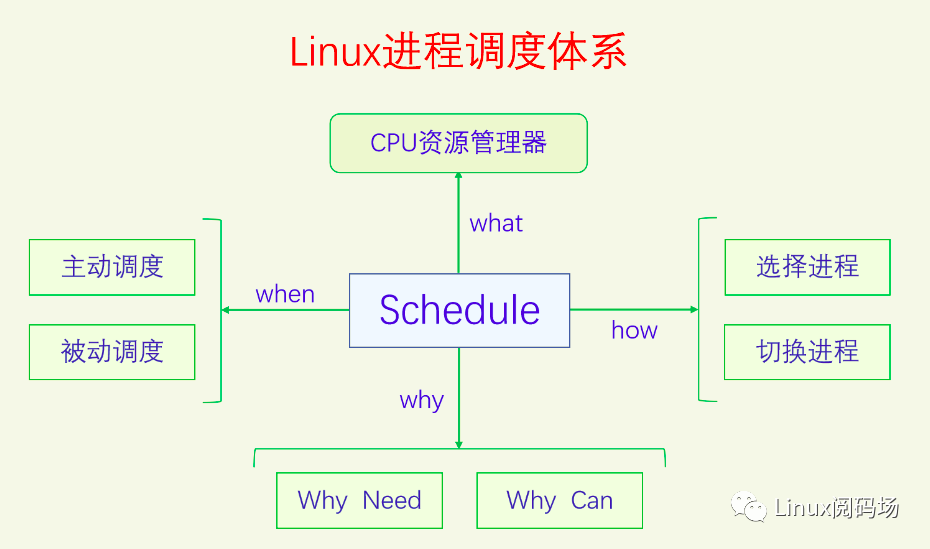 Linux进程调度体系
CPU资源管理器
what
主动调度
when
Schedule
选择进程
被动调度
how
切换进程
why
Why Need
Why Can
Linux阅码场